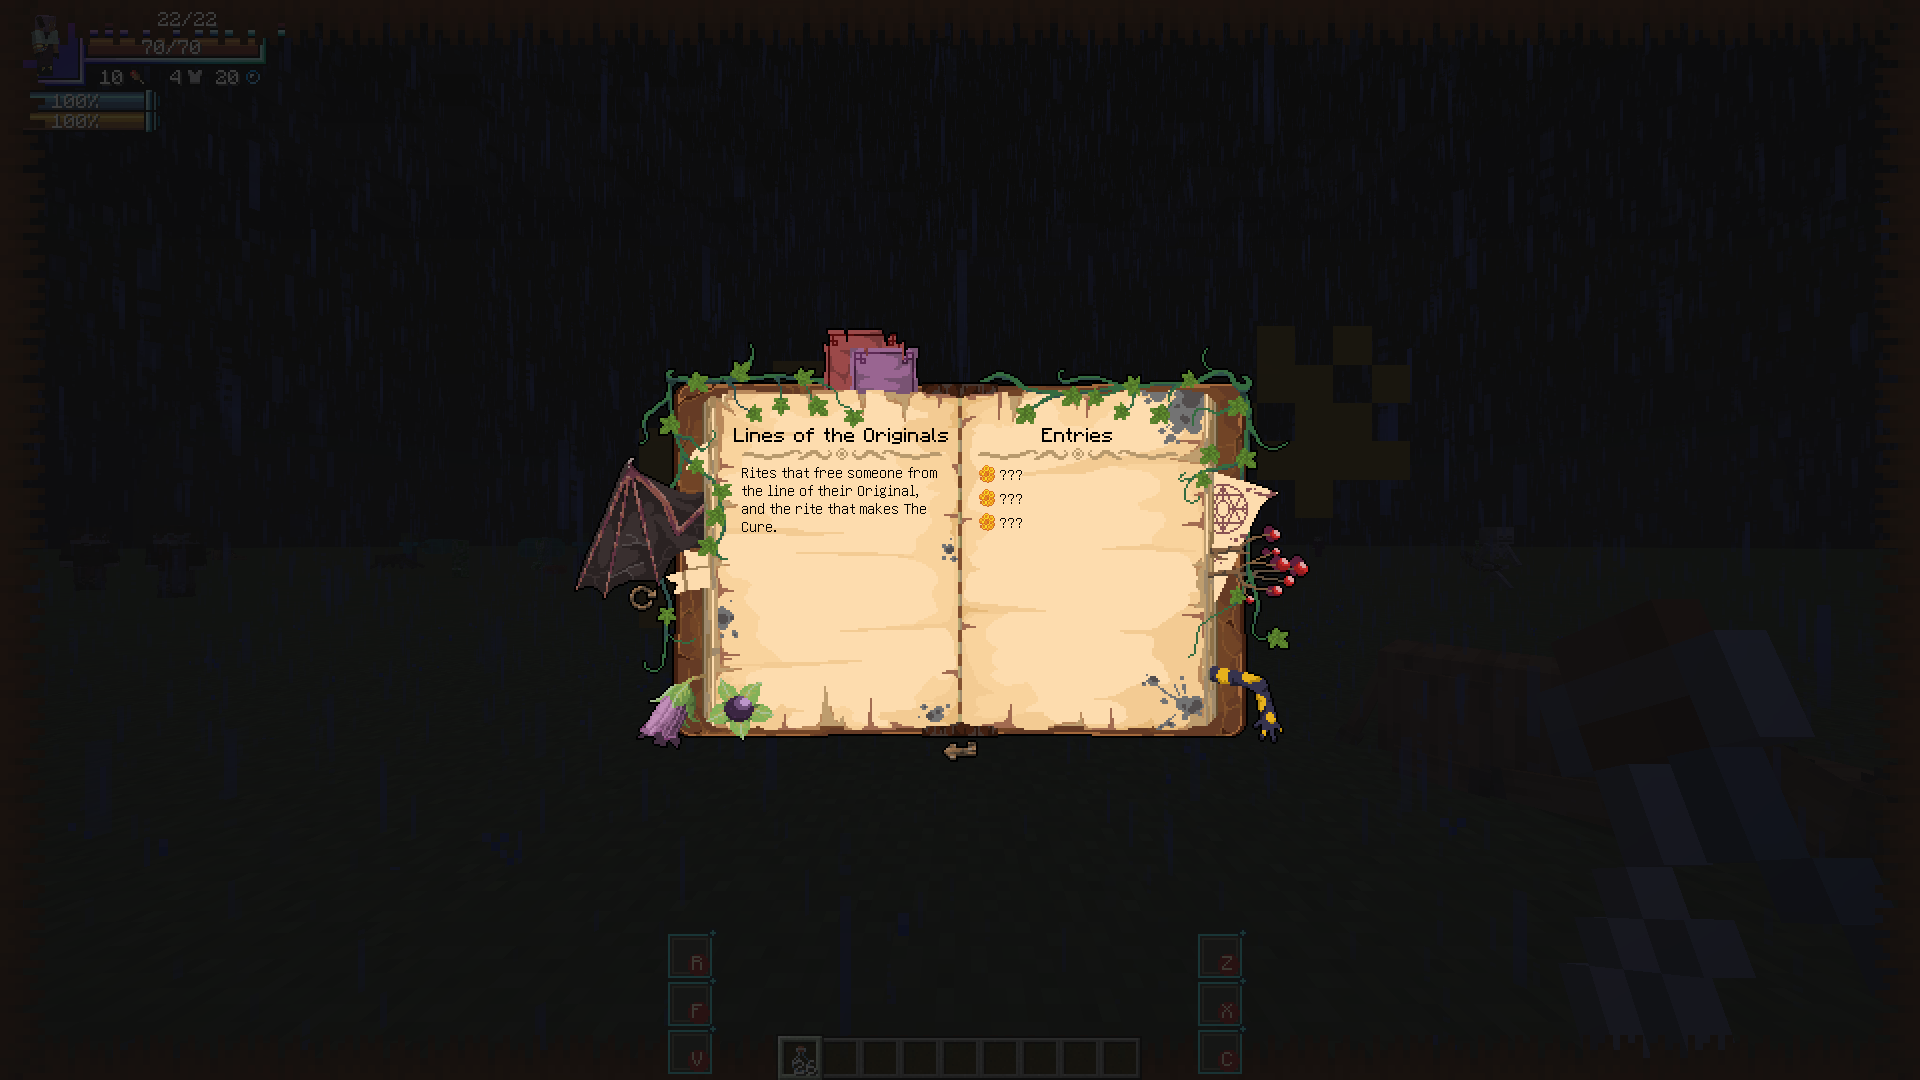 22/22
70/70
10 4 20
100%
100%
Lines of the Originals
Rites that free someone from
the line of their Original,
and the rite that makes The
Cure.
Entries
???
???
???
R
F
V
Z
X
C
26